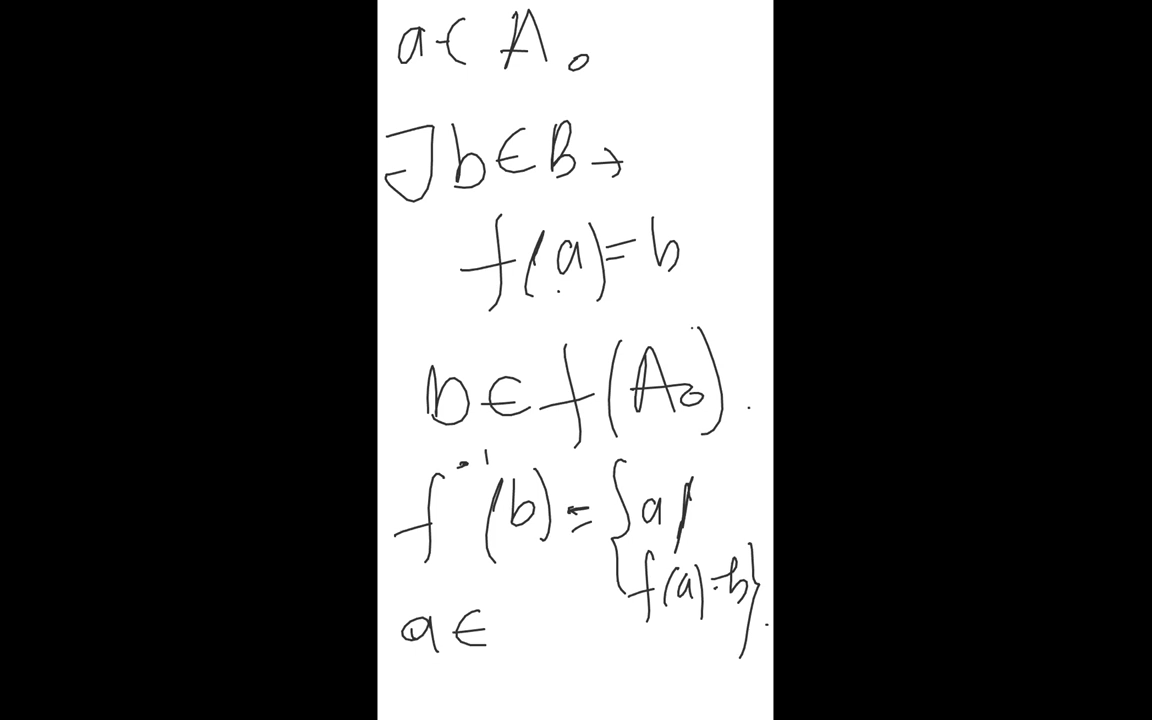 a ∈ A₀
∃ b ∈ B →
f(a) = b
b ∈ f(A₀).
f⁻¹(b) = {a |
f(a) = b}.
a ∈